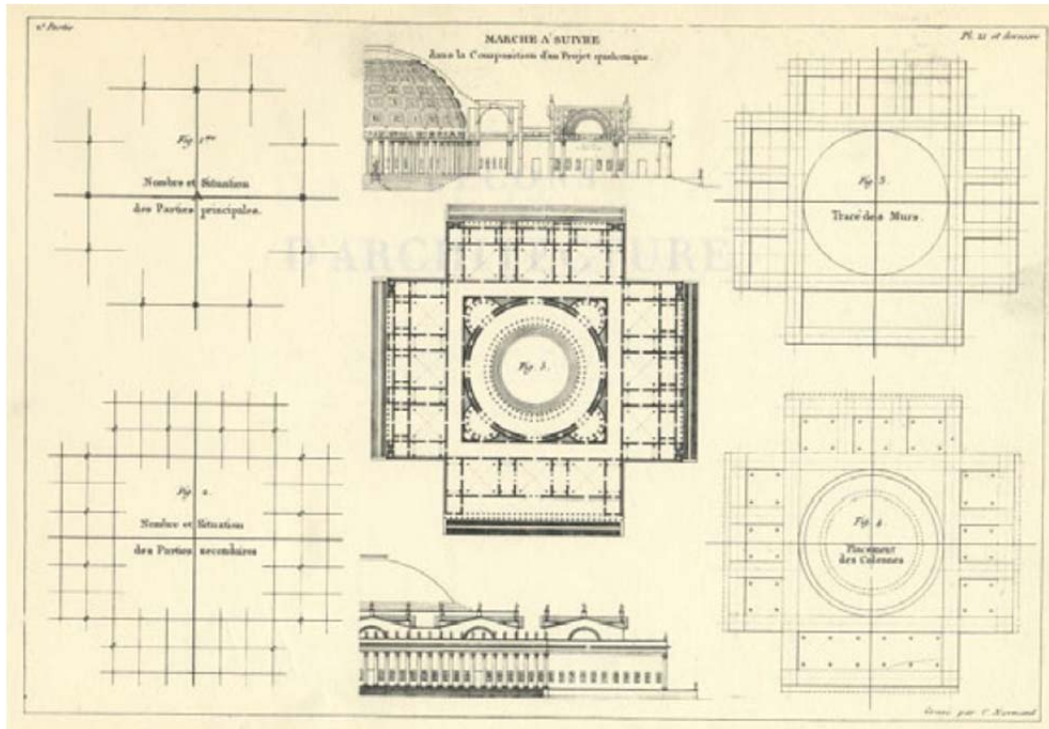 2e Partie
MARCHE A SUIVRE
dans la Composition d'un Projet quelconque.
Pl. 21 et dernière
Fig. 1ere
Nombre et Situation
des Parties principales.
Fig. 3.
Tracé des Murs.
D'ARCHITECTURE
Fig. 5.
Fig. 2.
Nombre et Situation
des Parties secondaires
Fig. 4
Placement
des Colonnes
Gravé par C. Normand